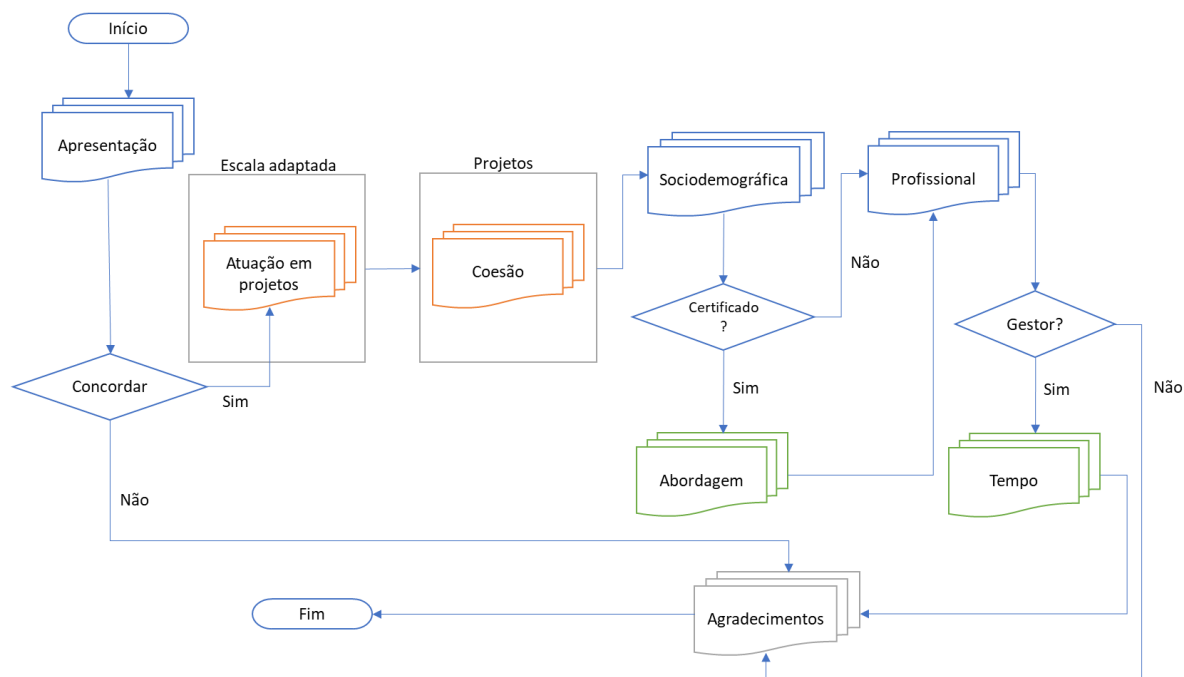 Início
Apresentação
Escala adaptada
Atuação em
projetos
Projetos
Coesão
Sociodemográfica
Profissional
Não
Certificado
?
Gestor?
Concordar
Sim
Sim
Sim
Não
Abordagem
Tempo
Não
Agradecimentos
Fim